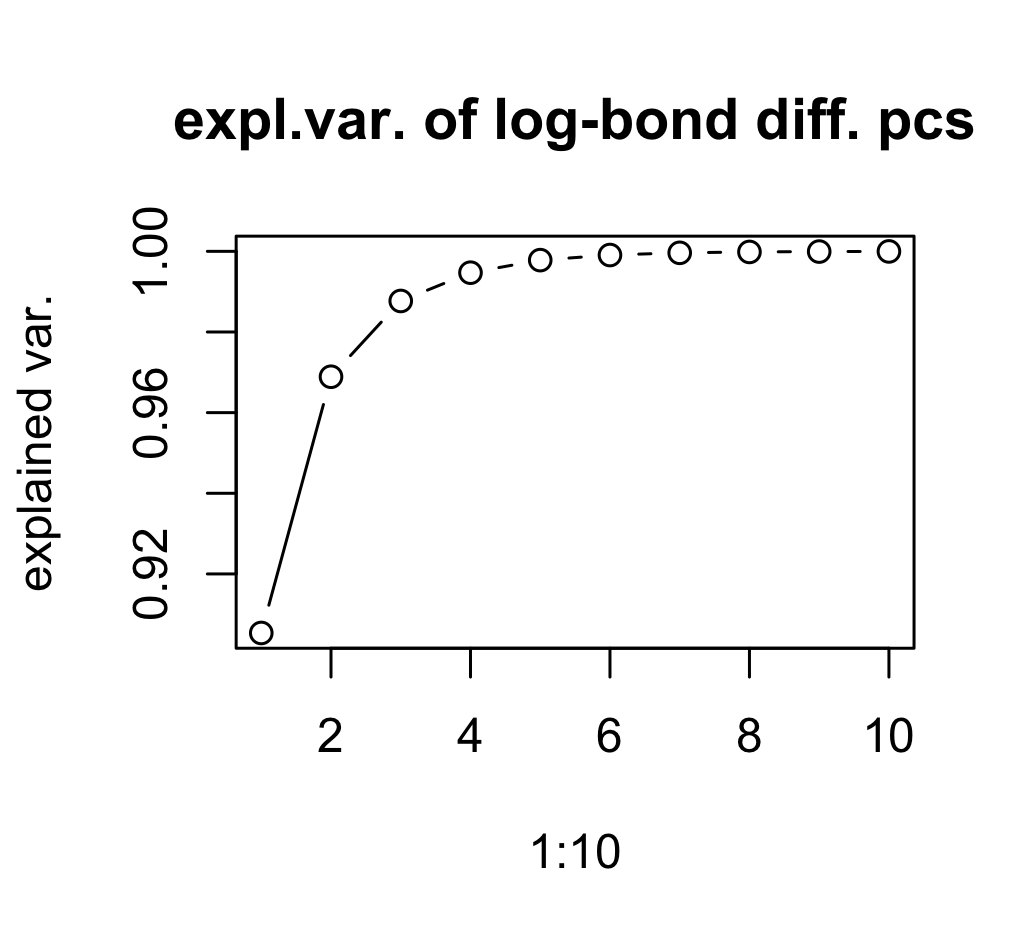 expl.var. of log-bond diff. pcs
explained var.
1.00
0.96
0.92
2 4 6 8 10
1:10